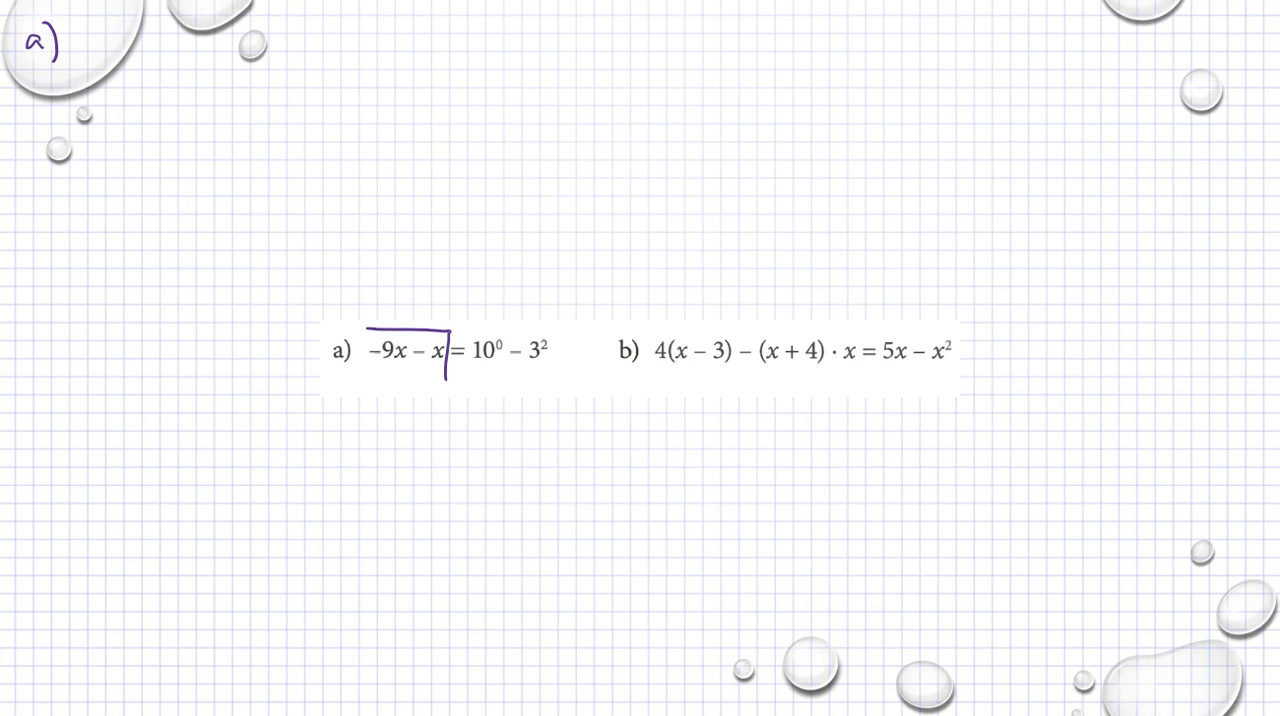 a)
a) –9x – x = 10⁰ – 3² b) 4(x – 3) – (x + 4) · x = 5x – x²